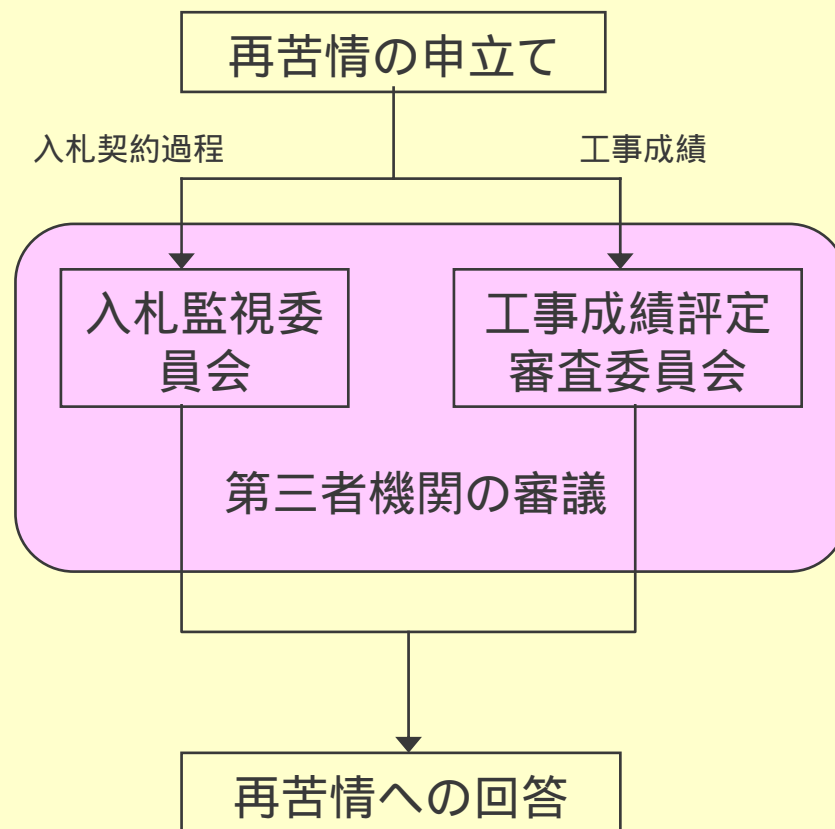 再苦情の申立て
入札契約過程
工事成績
入札監視委
員会
工事成績評定
審査委員会
第三者機関の審議
再苦情への回答